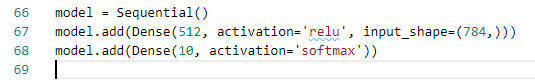 66 model = Sequential()
67 model.add(Dense(512, activation='relu', input_shape=(784,)))
68 model.add(Dense(10, activation='softmax'))
69